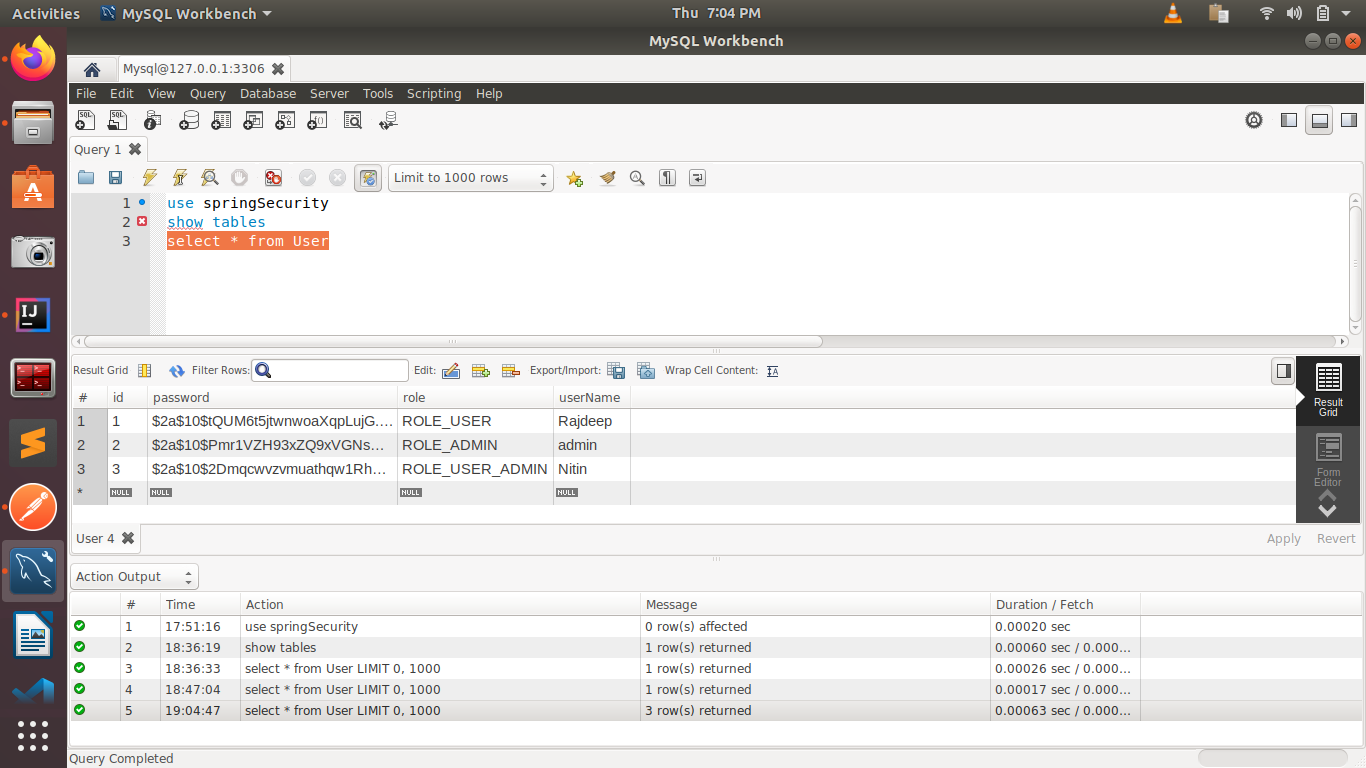 Activities MySQL Workbench Thu 7:04 PM
MySQL Workbench
Mysql@127.0.0.1:3306
File Edit View Query Database Server Tools Scripting Help
Query 1
Limit to 1000 rows
1 use springSecurity
2 show tables
3 select * from User
Result Grid Filter Rows: Edit: Export/Import: Wrap Cell Content:
# id password role userName
1 1 $2a$10$tQUM6t5jtwnwoaXqpLujG.... ROLE_USER Rajdeep
2 2 $2a$10$Pmr1VZH93xZQ9xVGNs... ROLE_ADMIN admin
3 3 $2a$10$2Dmqcwvzvmuathqw1Rh... ROLE_USER_ADMIN Nitin
* NULL NULL NULL NULL
Result
Grid
Form
Editor
User 4 Apply Revert
Action Output
# Time Action Message Duration / Fetch
1 17:51:16 use springSecurity 0 row(s) affected 0.00020 sec
2 18:36:19 show tables 1 row(s) returned 0.00060 sec / 0.000...
3 18:36:33 select * from User LIMIT 0, 1000 1 row(s) returned 0.00026 sec / 0.000...
4 18:47:04 select * from User LIMIT 0, 1000 1 row(s) returned 0.00017 sec / 0.000...
5 19:04:47 select * from User LIMIT 0, 1000 3 row(s) returned 0.00063 sec / 0.000...
Query Completed